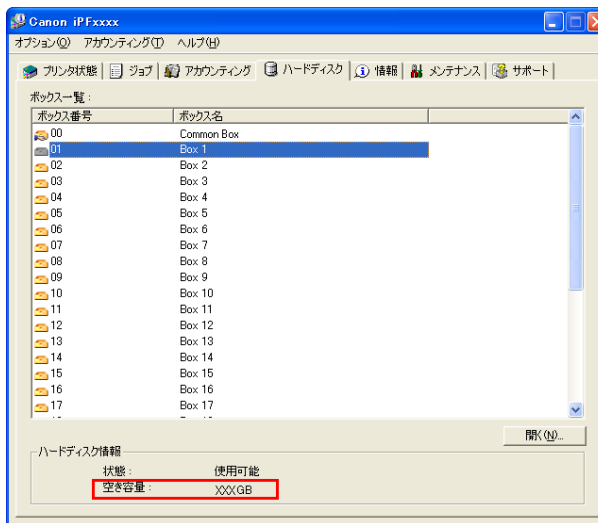 Canon iPFxxxx
オプション(O) アカウンティング(T) ヘルプ(H)
プリンタ状態 ジョブ アカウンティング ハードディスク 情報 メンテナンス サポート
ボックス一覧:
ボックス番号 ボックス名
00 Common Box
01 Box 1
02 Box 2
03 Box 3
04 Box 4
05 Box 5
06 Box 6
07 Box 7
08 Box 8
09 Box 9
10 Box 10
11 Box 11
12 Box 12
13 Box 13
14 Box 14
15 Box 15
16 Box 16
17 Box 17
開く(N)...
ハードディスク情報
状態: 使用可能
空き容量: XXXGB